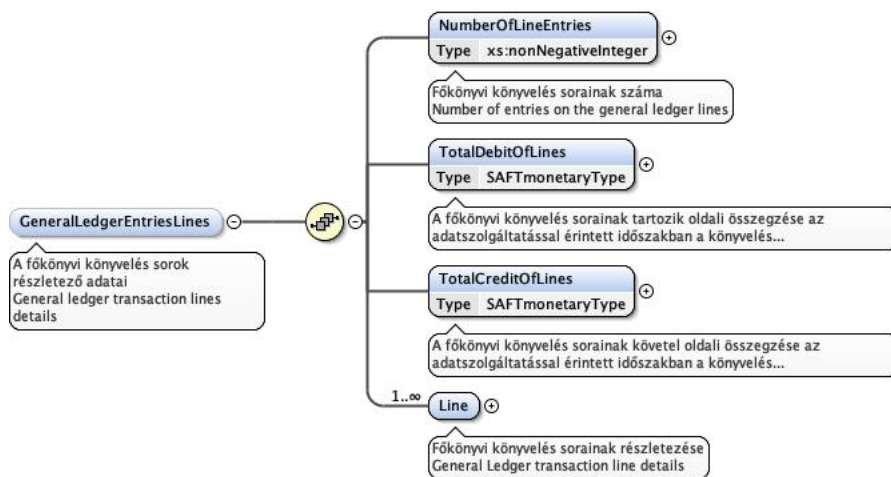 NumberOfLineEntries
Type xs:nonNegativeInteger
Főkönyvi könyvelés sorainak száma
Number of entries on the general ledger lines
TotalDebitOfLines
Type SAFTmonetaryType
A főkönyvi könyvelés sorainak tartozik oldali összegzése az
adatszolgáltatással érintett időszakban a könyvelés...
GeneralLedgerEntriesLines
A főkönyvi könyvelés sorok
részletező adatai
General ledger transaction lines
details
TotalCreditOfLines
Type SAFTmonetaryType
A főkönyvi könyvelés sorainak követel oldali összegzése az
adatszolgáltatással érintett időszakban a könyvelés...
1..∞
Line
Főkönyvi könyvelés sorainak részletezése
General Ledger transaction line details